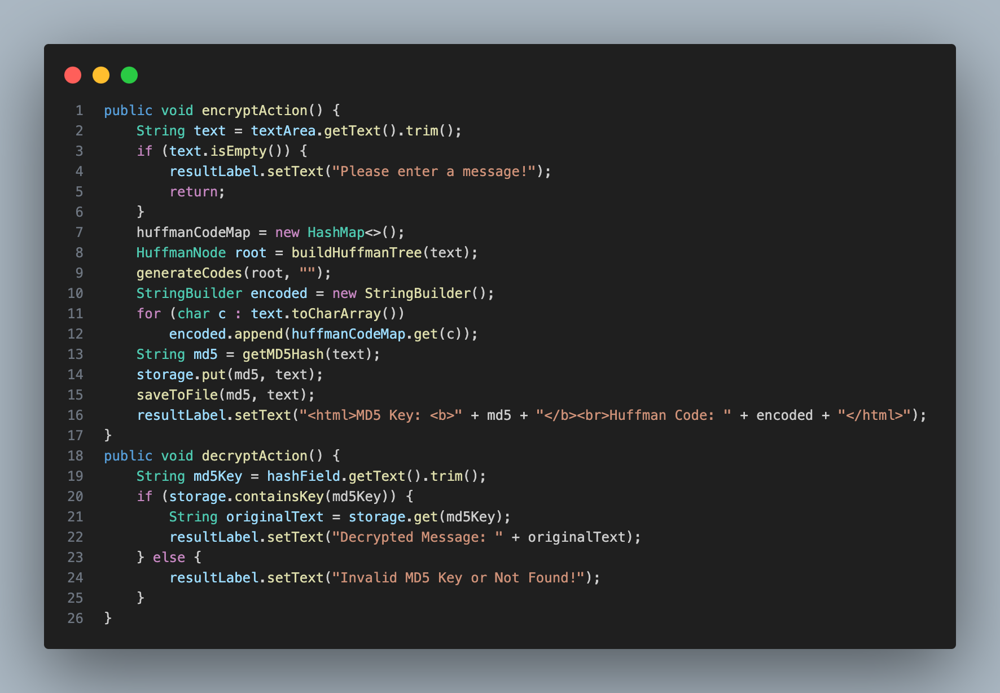 1 public void encryptAction() {
2     String text = textArea.getText().trim();
3     if (text.isEmpty()) {
4         resultLabel.setText("Please enter a message!");
5         return;
6     }
7     huffmanCodeMap = new HashMap<>();
8     HuffmanNode root = buildHuffmanTree(text);
9     generateCodes(root, "");
10     StringBuilder encoded = new StringBuilder();
11     for (char c : text.toCharArray())
12         encoded.append(huffmanCodeMap.get(c));
13     String md5 = getMD5Hash(text);
14     storage.put(md5, text);
15     saveToFile(md5, text);
16     resultLabel.setText("<html>MD5 Key: <b>" + md5 + "</b><br>Huffman Code: " + encoded + "</html>");
17 }
18 public void decryptAction() {
19     String md5Key = hashField.getText().trim();
20     if (storage.containsKey(md5Key)) {
21         String originalText = storage.get(md5Key);
22         resultLabel.setText("Decrypted Message: " + originalText);
23     } else {
24         resultLabel.setText("Invalid MD5 Key or Not Found!");
25     }
26 }